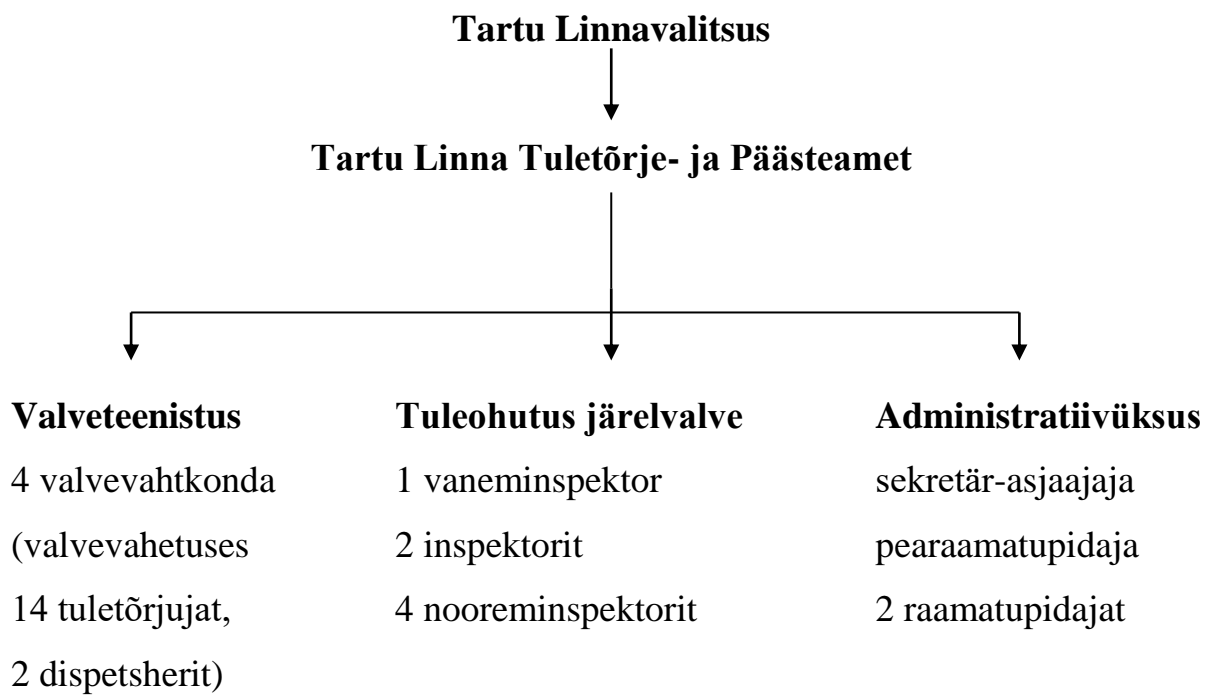 Tartu Linnavalitsus
Tartu Linna Tuletõrje- ja Päästeamet
Valveteenistus
4 valvevahtkonda
(valvevahetuses
14 tuletõrjujat,
2 dispetsherit)
Tuleohutus järelvalve
1 vaneminspektor
2 inspektorit
4 nooreminspektorit
Administratiivüksus
sekretär-asjaajaja
pearaamatupidaja
2 raamatupidajat